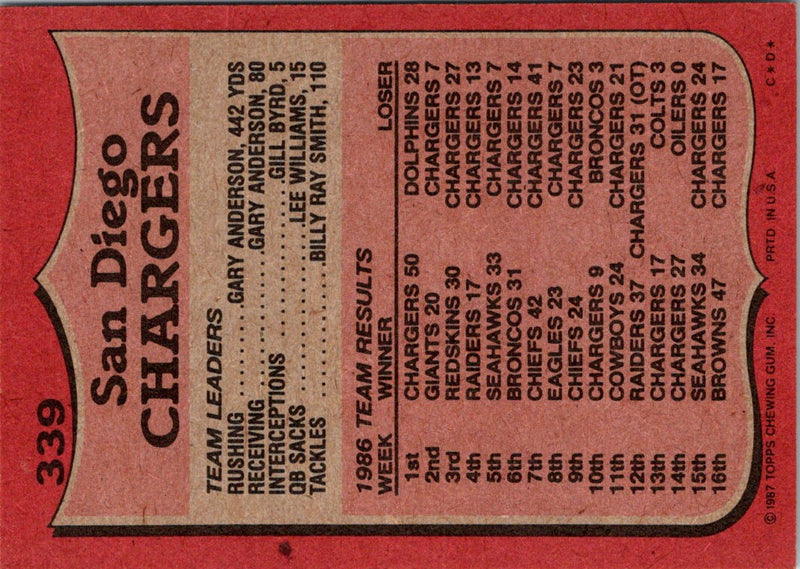 339
San Diego
CHARGERS
TEAM LEADERS
RUSHING ..........GARY ANDERSON, 442 YDS
RECEIVING ..............GARY ANDERSON, 80
INTERCEPTIONS ....................GILL BYRD, 5
QB SACKS ....................LEE WILLIAMS, 15
TACKLES ................BILLY RAY SMITH, 110
1986 TEAM RESULTS
WEEK WINNER LOSER
1st CHARGERS 50 DOLPHINS 28
2nd GIANTS 20 CHARGERS 7
3rd REDSKINS 30 CHARGERS 27
4th RAIDERS 17 CHARGERS 13
5th SEAHAWKS 33 CHARGERS 7
6th BRONCOS 31 CHARGERS 14
7th CHIEFS 42 CHARGERS 41
8th EAGLES 23 CHARGERS 7
9th CHIEFS 24 CHARGERS 23
10th CHARGERS 9 BRONCOS 3
11th COWBOYS 24 CHARGERS 21
12th RAIDERS 37 CHARGERS 31 (OT)
13th CHARGERS 17 COLTS 3
14th CHARGERS 27 OILERS 0
15th SEAHAWKS 34 CHARGERS 24
16th BROWNS 47 CHARGERS 17
© 1987 TOPPS CHEWING GUM, INC. PRTD. IN U.S.A. C*D*